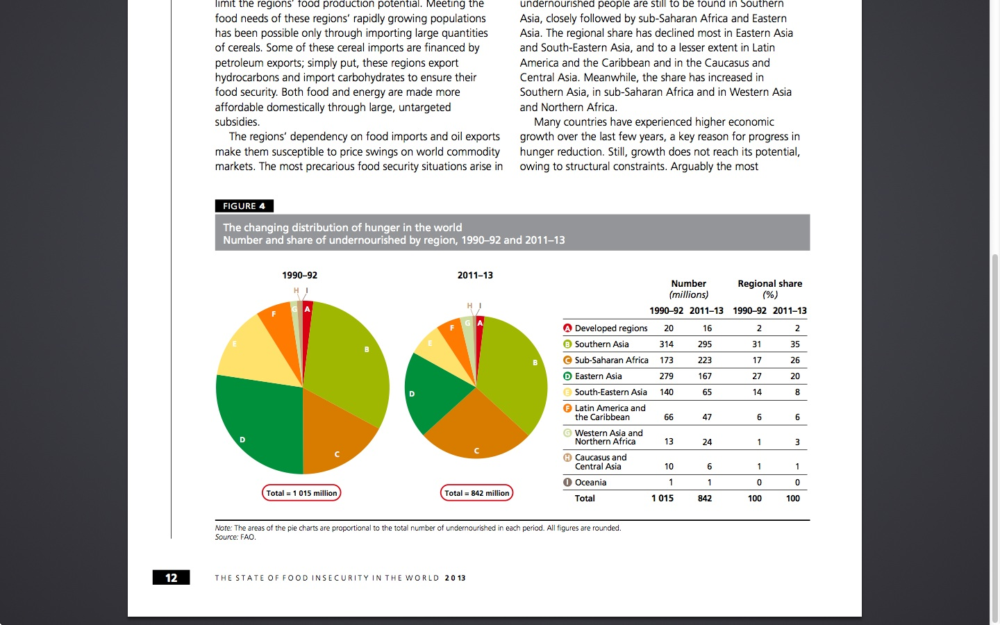 limit the regions' food production potential. Meeting the
food needs of these regions' rapidly growing populations
has been possible only through importing large quantities
of cereals. Some of these cereal imports are financed by
petroleum exports; simply put, these regions export
hydrocarbons and import carbohydrates to ensure their
food security. Both food and energy are made more
affordable domestically through large, untargeted
subsidies.
The regions' dependency on food imports and oil exports
make them susceptible to price swings on world commodity
markets. The most precarious food security situations arise in
undernourished people are still to be found in Southern
Asia, closely followed by sub-Saharan Africa and Eastern
Asia. The regional share has declined most in Eastern Asia
and South-Eastern Asia, and to a lesser extent in Latin
America and the Caribbean and in the Caucasus and
Central Asia. Meanwhile, the share has increased in
Southern Asia, in sub-Saharan Africa and in Western Asia
and Northern Africa.
Many countries have experienced higher economic
growth over the last few years, a key reason for progress in
hunger reduction. Still, growth does not reach its potential,
owing to structural constraints. Arguably the most
FIGURE 4
The changing distribution of hunger in the world
Number and share of undernourished by region, 1990–92 and 2011–13
1990–92
H I
F G A
E B
D
C
Total = 1 015 million
2011–13
H I
F G A
E B
D
C
Total = 842 million
Number Regional share
(millions) (%)
1990–92 2011–13 1990–92 2011–13
A Developed regions 20 16 2 2
B Southern Asia 314 295 31 35
C Sub-Saharan Africa 173 223 17 26
D Eastern Asia 279 167 27 20
E South-Eastern Asia 140 65 14 8
F Latin America and
the Caribbean 66 47 6 6
G Western Asia and
Northern Africa 13 24 1 3
H Caucasus and
Central Asia 10 6 1 1
I Oceania 1 1 0 0
Total 1 015 842 100 100
Note: The areas of the pie charts are proportional to the total number of undernourished in each period. All figures are rounded.
Source: FAO.
12 THE STATE OF FOOD INSECURITY IN THE WORLD 2013